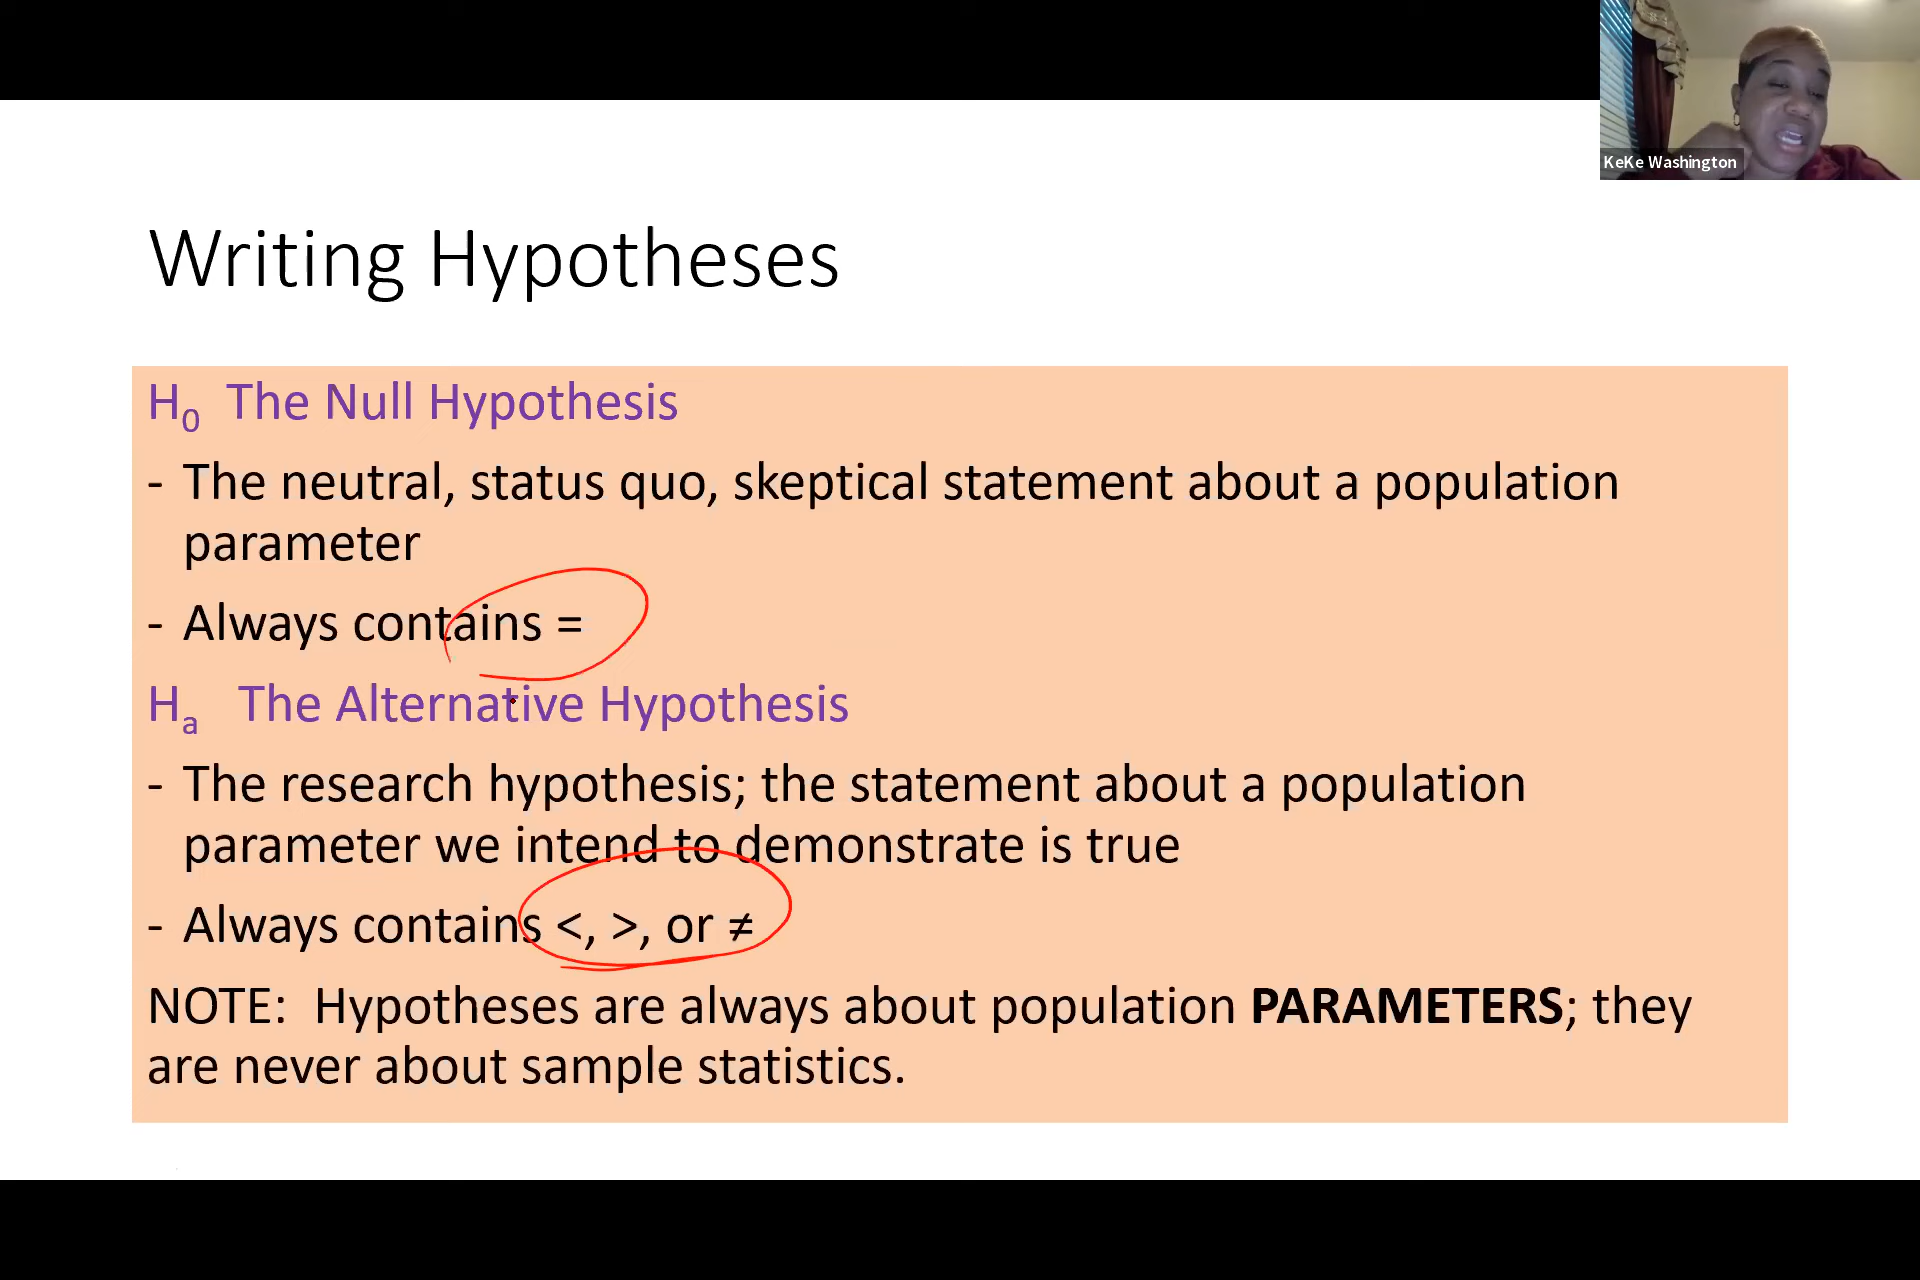 KeKe Washington
Writing Hypotheses
H₀ The Null Hypothesis
- The neutral, status quo, skeptical statement about a population
parameter
- Always contains =
Hₐ The Alternative Hypothesis
- The research hypothesis; the statement about a population
parameter we intend to demonstrate is true
- Always contains <, >, or ≠
NOTE: Hypotheses are always about population PARAMETERS; they
are never about sample statistics.